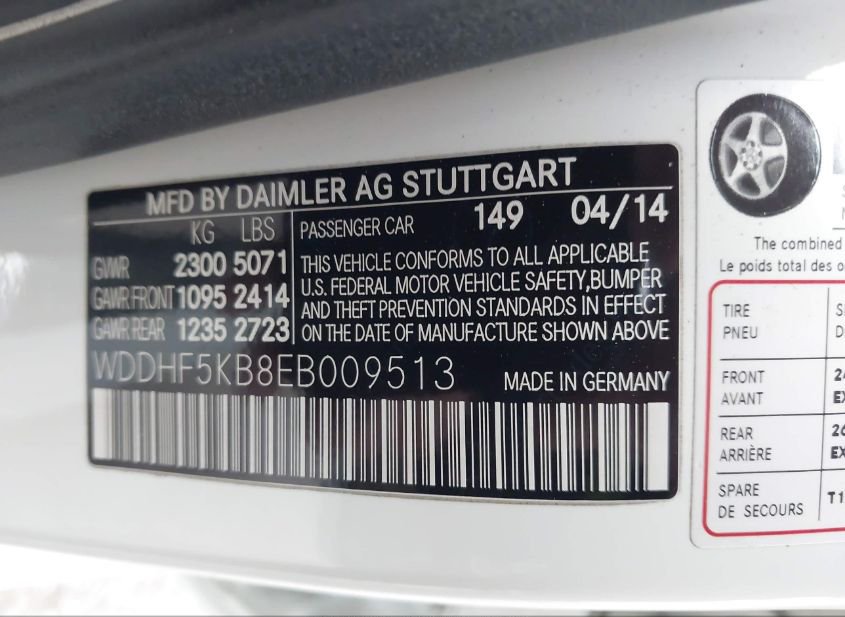 MFD BY DAIMLER AG STUTTGART
KG LBS
GVWR 2300 5071
GAWR FRONT 1095 2414
GAWR REAR 1235 2723
PASSENGER CAR 149 04/14
THIS VEHICLE CONFORMS TO ALL APPLICABLE
U.S. FEDERAL MOTOR VEHICLE SAFETY,BUMPER
AND THEFT PREVENTION STANDARDS IN EFFECT
ON THE DATE OF MANUFACTURE SHOWN ABOVE
WDDHF5KB8EB009513 MADE IN GERMANY
The combined
Le poids total des
TIRE
PNEU
FRONT
AVANT
REAR
ARRIÈRE
SPARE
DE SECOURS